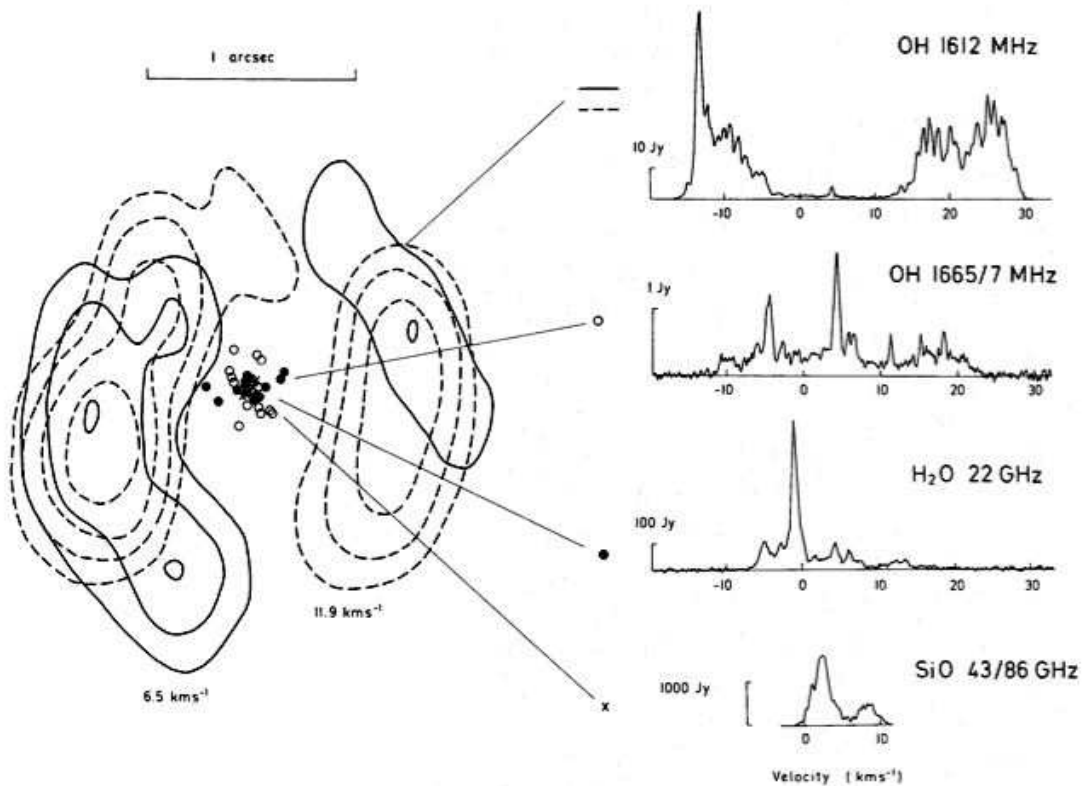 1 arcsec
OH 1612 MHz
10 Jy
-10 0 10 20 30
OH 1665/7 MHz
1 Jy
-10 0 10 20 30
H₂O 22 GHz
100 Jy
-10 0 10 20 30
11.9 kms⁻¹
6.5 kms⁻¹
SiO 43/86 GHz
1000 Jy
x
0 10
Velocity (kms⁻¹)